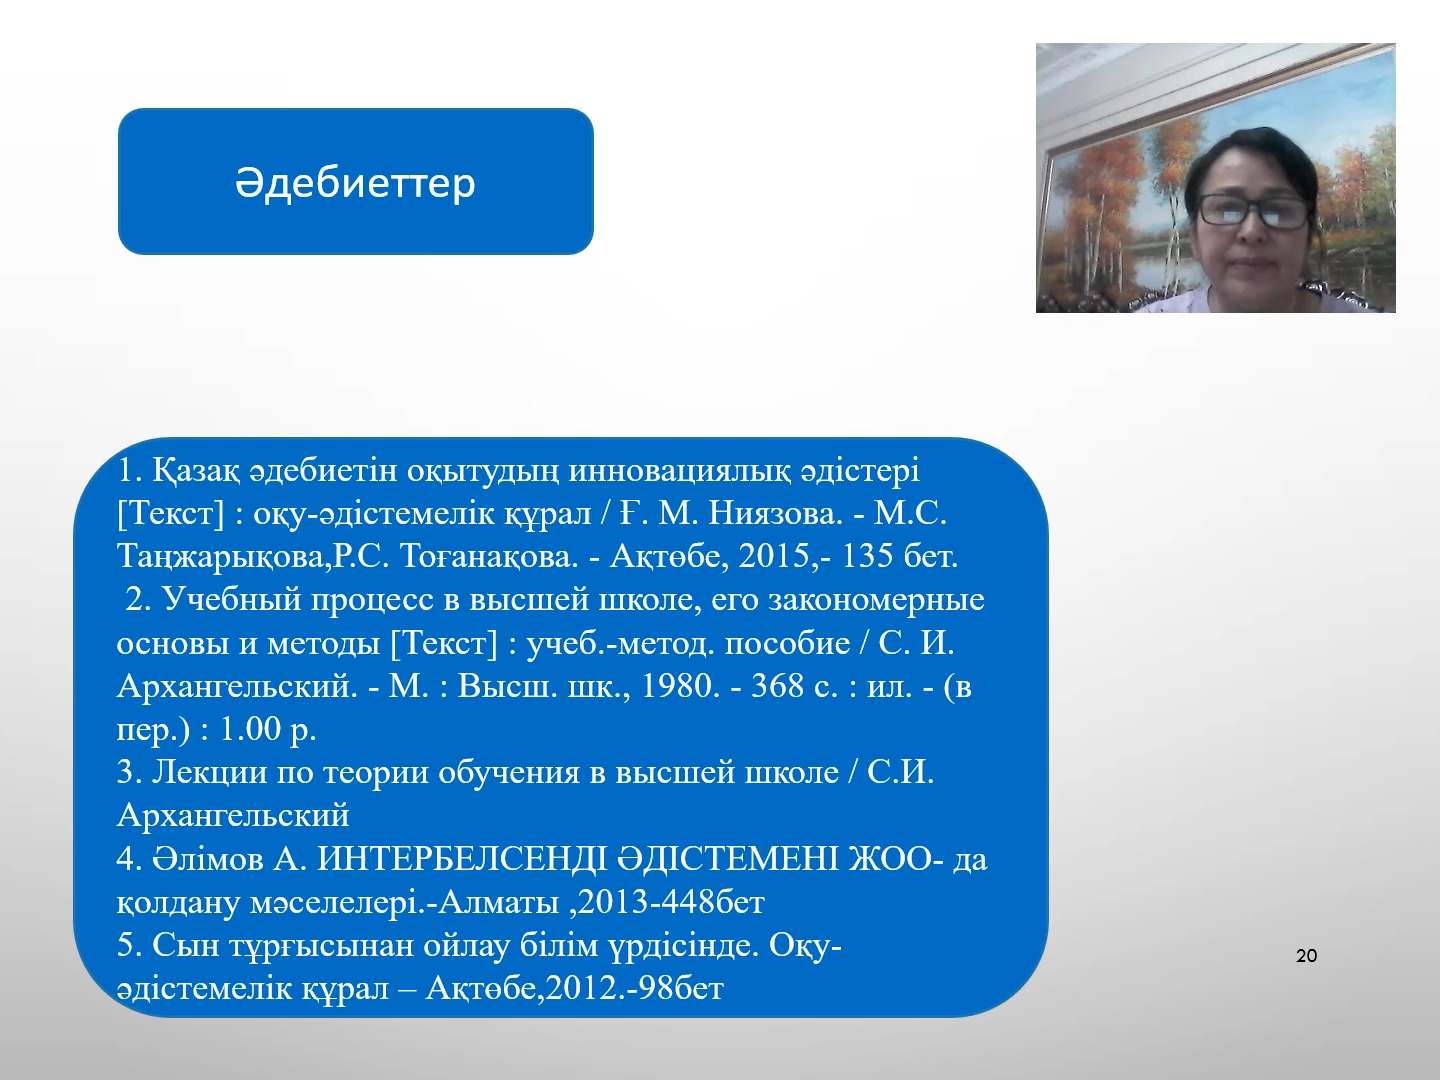 Әдебиеттер
1. Қазақ әдебиетін оқытудың инновациялық әдістері
[Текст] : оқу-әдістемелік құрал / Ғ. М. Ниязова. - М.С.
Таңжарықова,Р.С. Тоғанақова. - Ақтөбе, 2015,- 135 бет.
2. Учебный процесс в высшей школе, его закономерные
основы и методы [Текст] : учеб.-метод. пособие / С. И.
Архангельский. - М. : Высш. шк., 1980. - 368 с. : ил. - (в
пер.) : 1.00 р.
3. Лекции по теории обучения в высшей школе / С.И.
Архангельский
4. Әлімов А. ИНТЕРБЕЛСЕНДІ ӘДІСТЕМЕНІ ЖОО- да
қолдану мәселелері.-Алматы ,2013-448бет
5. Сын тұрғысынан ойлау білім үрдісінде. Оқу-
әдістемелік құрал – Ақтөбе,2012.-98бет
20